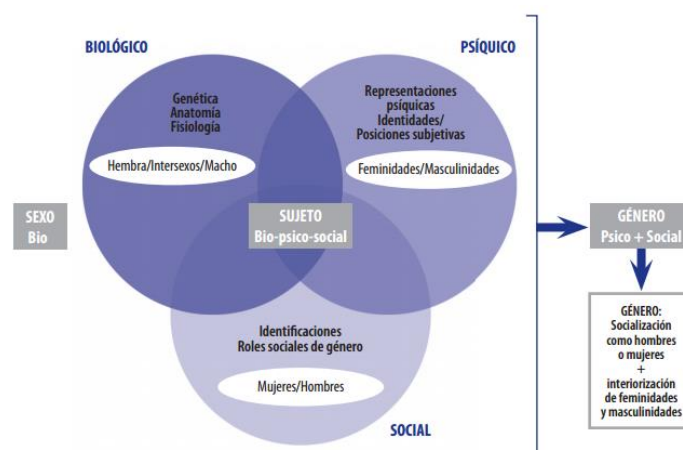 BIOLÓGICO
PSÍQUICO
Genética
Anatomía
Fisiología
Hembra/Intersexos/Macho
Representaciones
psíquicas
Identidades/
Posiciones subjetivas
Feminidades/Masculinidades
SEXO
Bio
SUJETO
Bio-psico-social
GÉNERO
Psico + Social
Identificaciones
Roles sociales de género
Mujeres/Hombres
SOCIAL
GÉNERO:
Socialización
como hombres
o mujeres
+
interiorización
de feminidades
y masculinidades